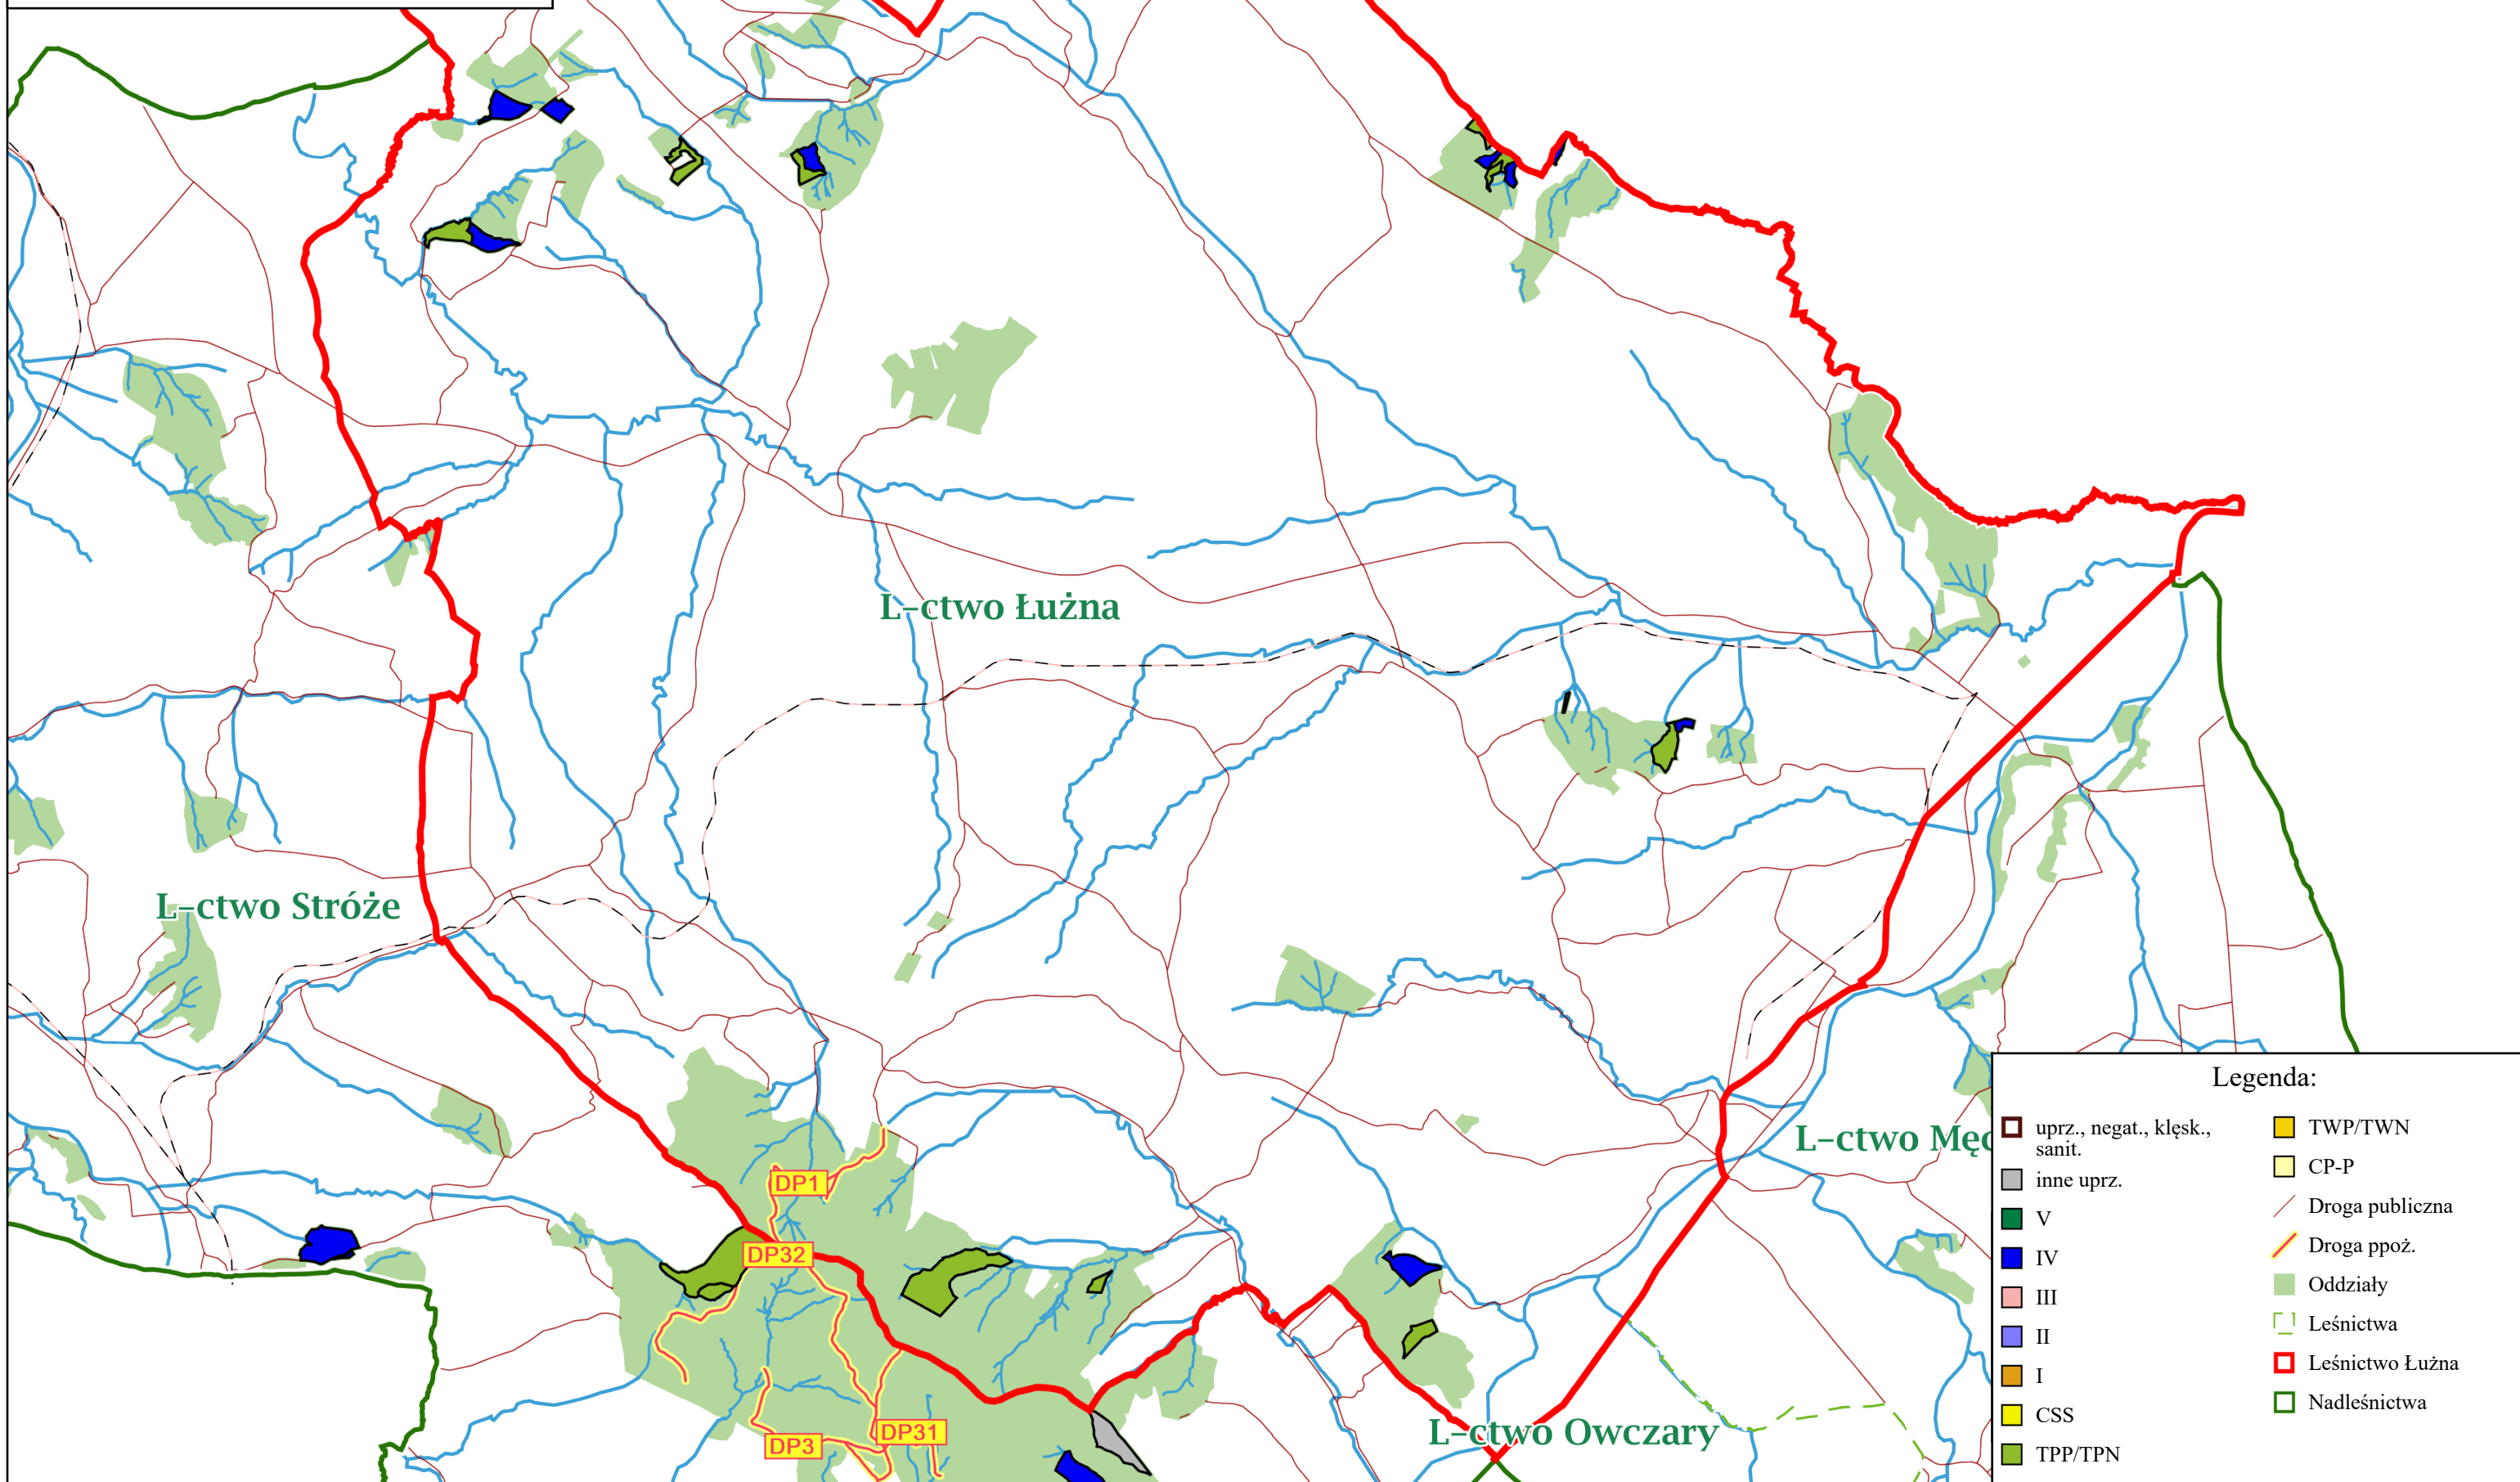 L–ctwo Łużna
L–ctwo Stróże
L–ctwo Owczary
DP1
DP32
DP31
DP3
Legenda:
uprz., negat., klęsk.,
sanit.
inne uprz.
V
IV
III
II
I
CSS
TPP/TPN
TWP/TWN
CP-P
Droga publiczna
Droga ppoż.
Oddziały
Leśnictwa
Leśnictwo Łużna
Nadleśnictwa
L–ctwo